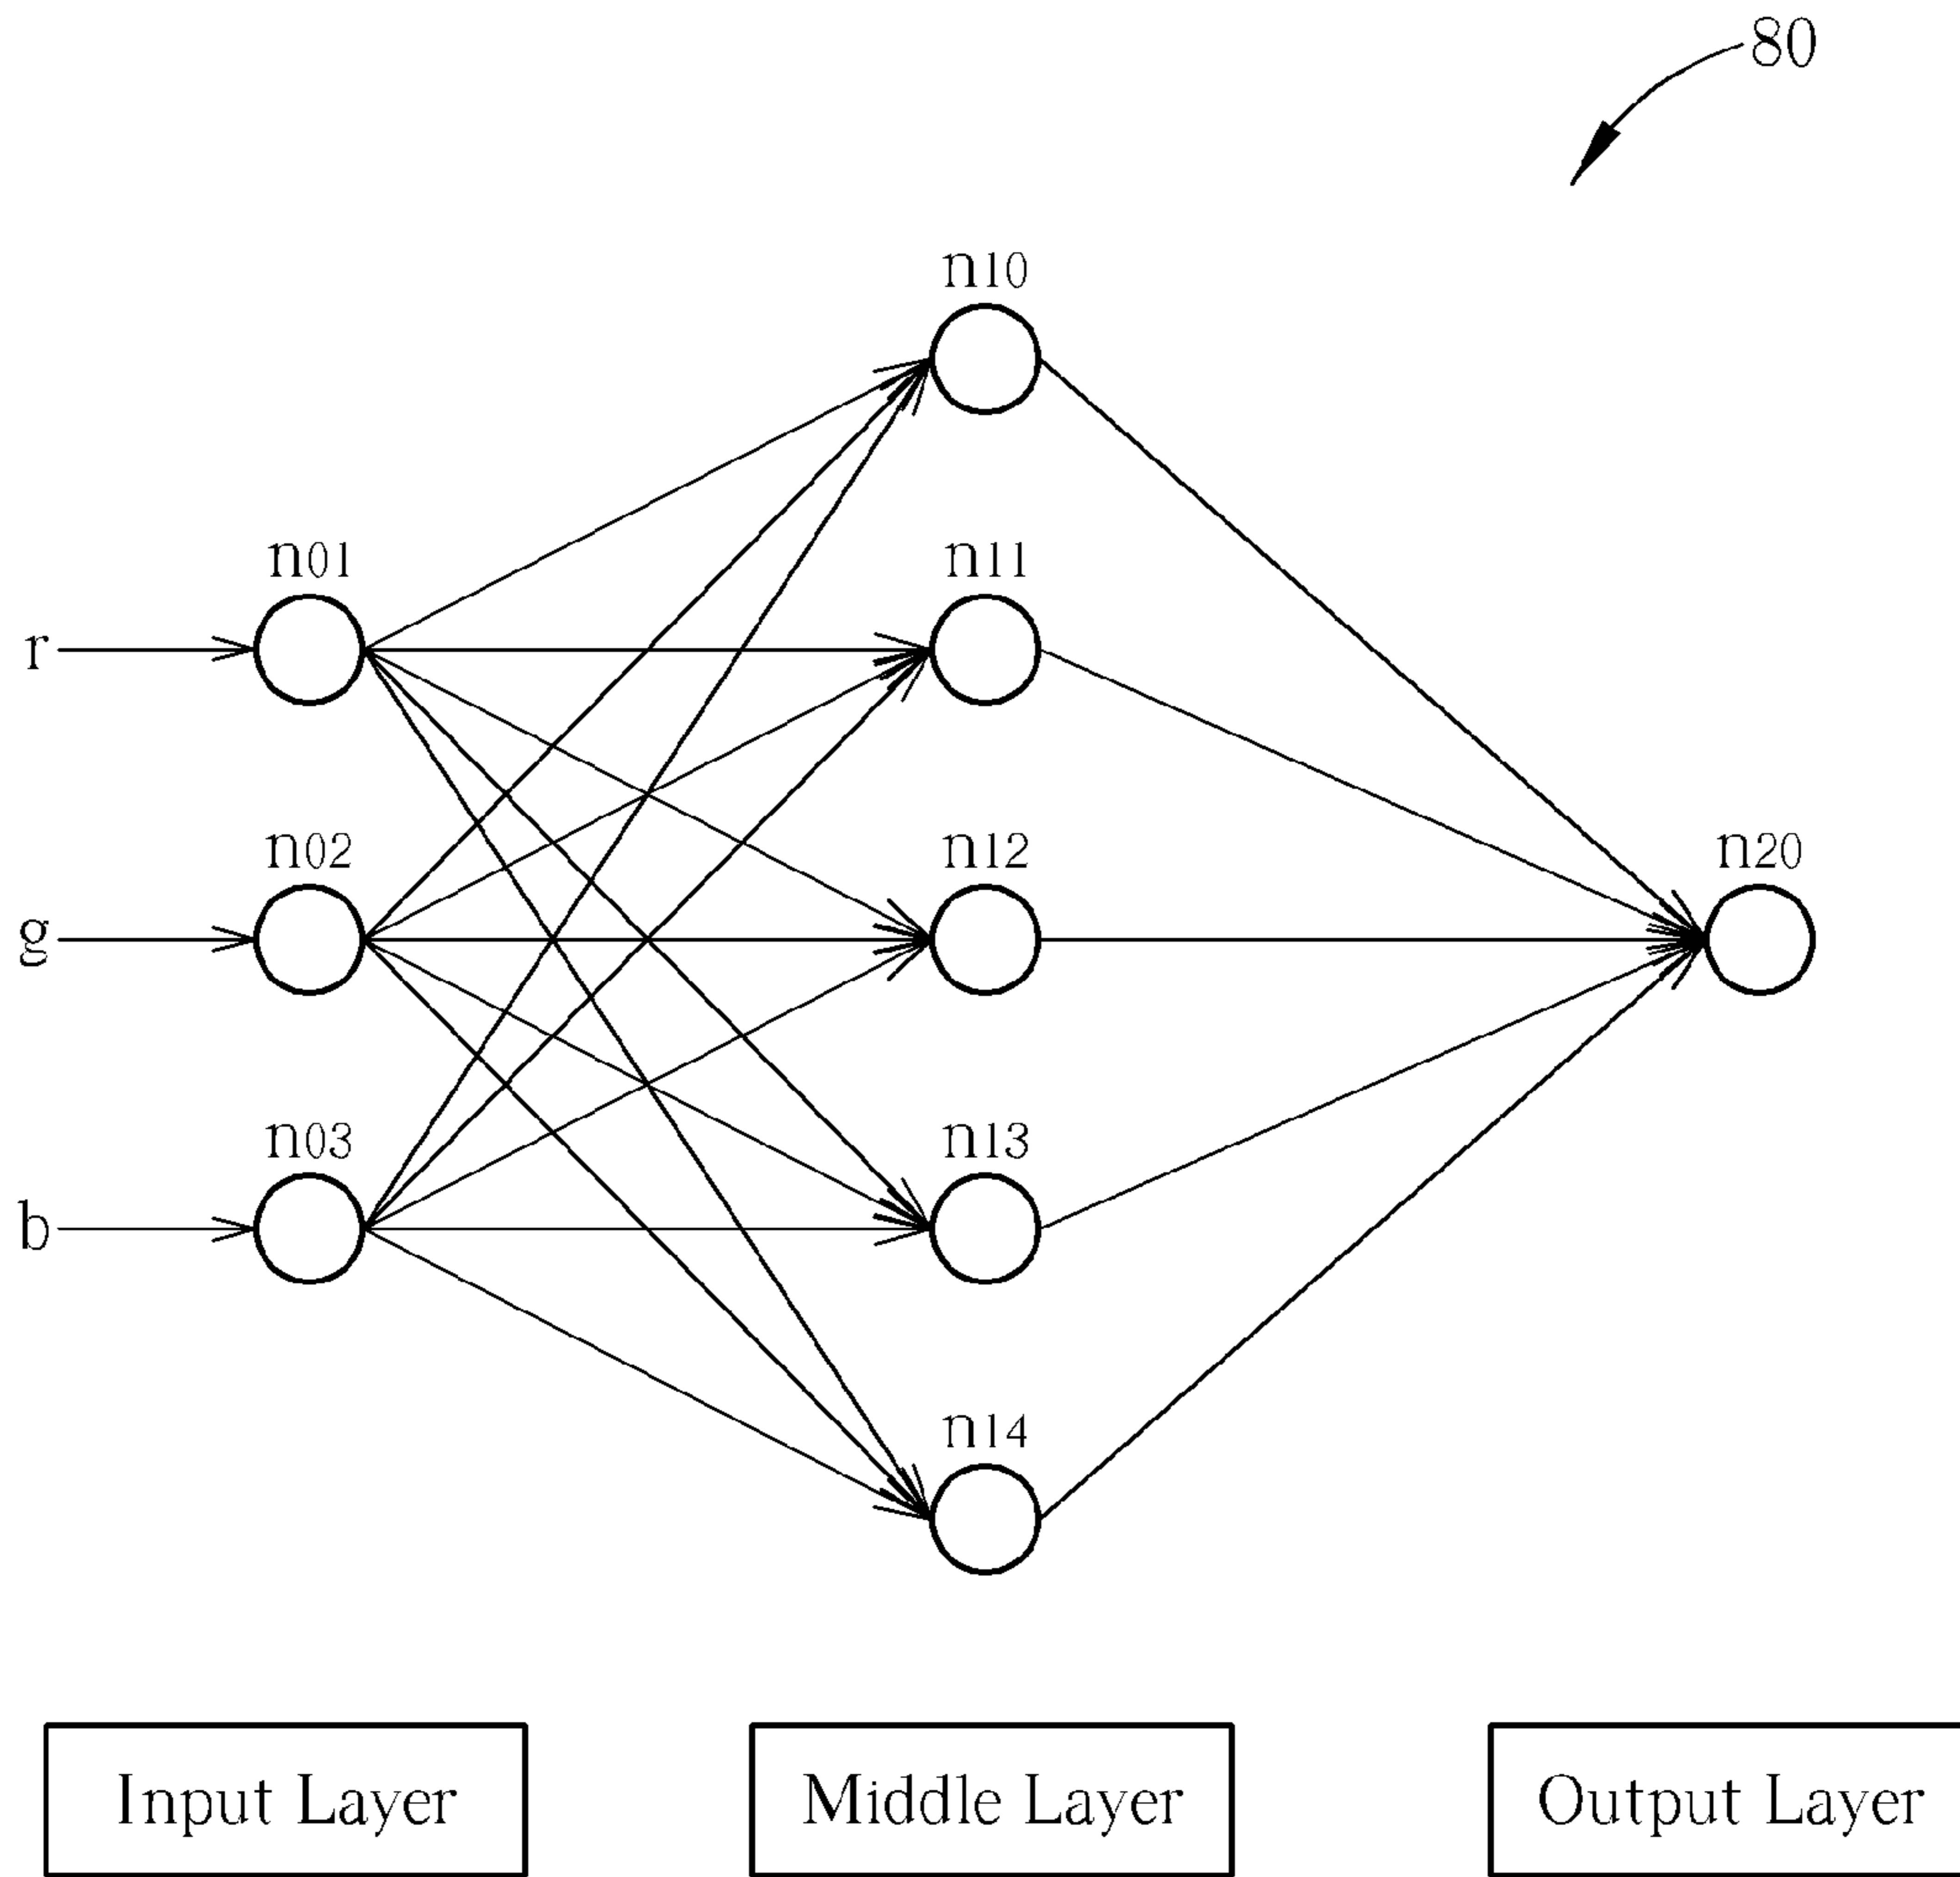 80
n10
n01
n11
r
n02
n12
n20
g
n03
n13
b
n14
Input Layer
Middle Layer
Output Layer